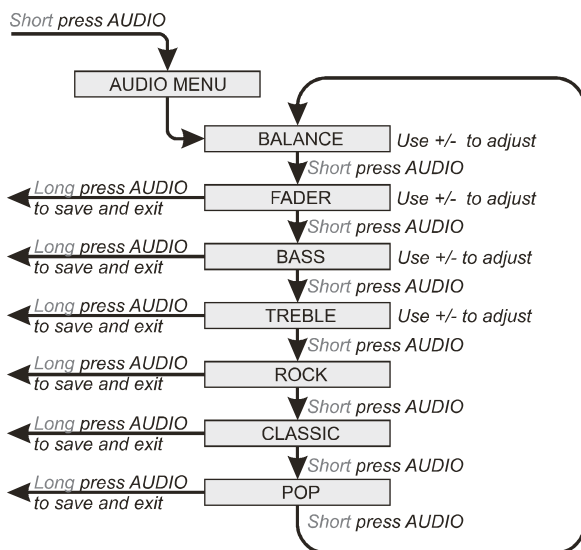 Short press AUDIO
AUDIO MENU
BALANCE Use +/- to adjust
Short press AUDIO
Long press AUDIO
to save and exit
FADER Use +/- to adjust
Short press AUDIO
Long press AUDIO
to save and exit
BASS Use +/- to adjust
Short press AUDIO
Long press AUDIO
to save and exit
TREBLE Use +/- to adjust
Short press AUDIO
Long press AUDIO
to save and exit
ROCK
Short press AUDIO
Long press AUDIO
to save and exit
CLASSIC
Short press AUDIO
Long press AUDIO
to save and exit
POP
Short press AUDIO